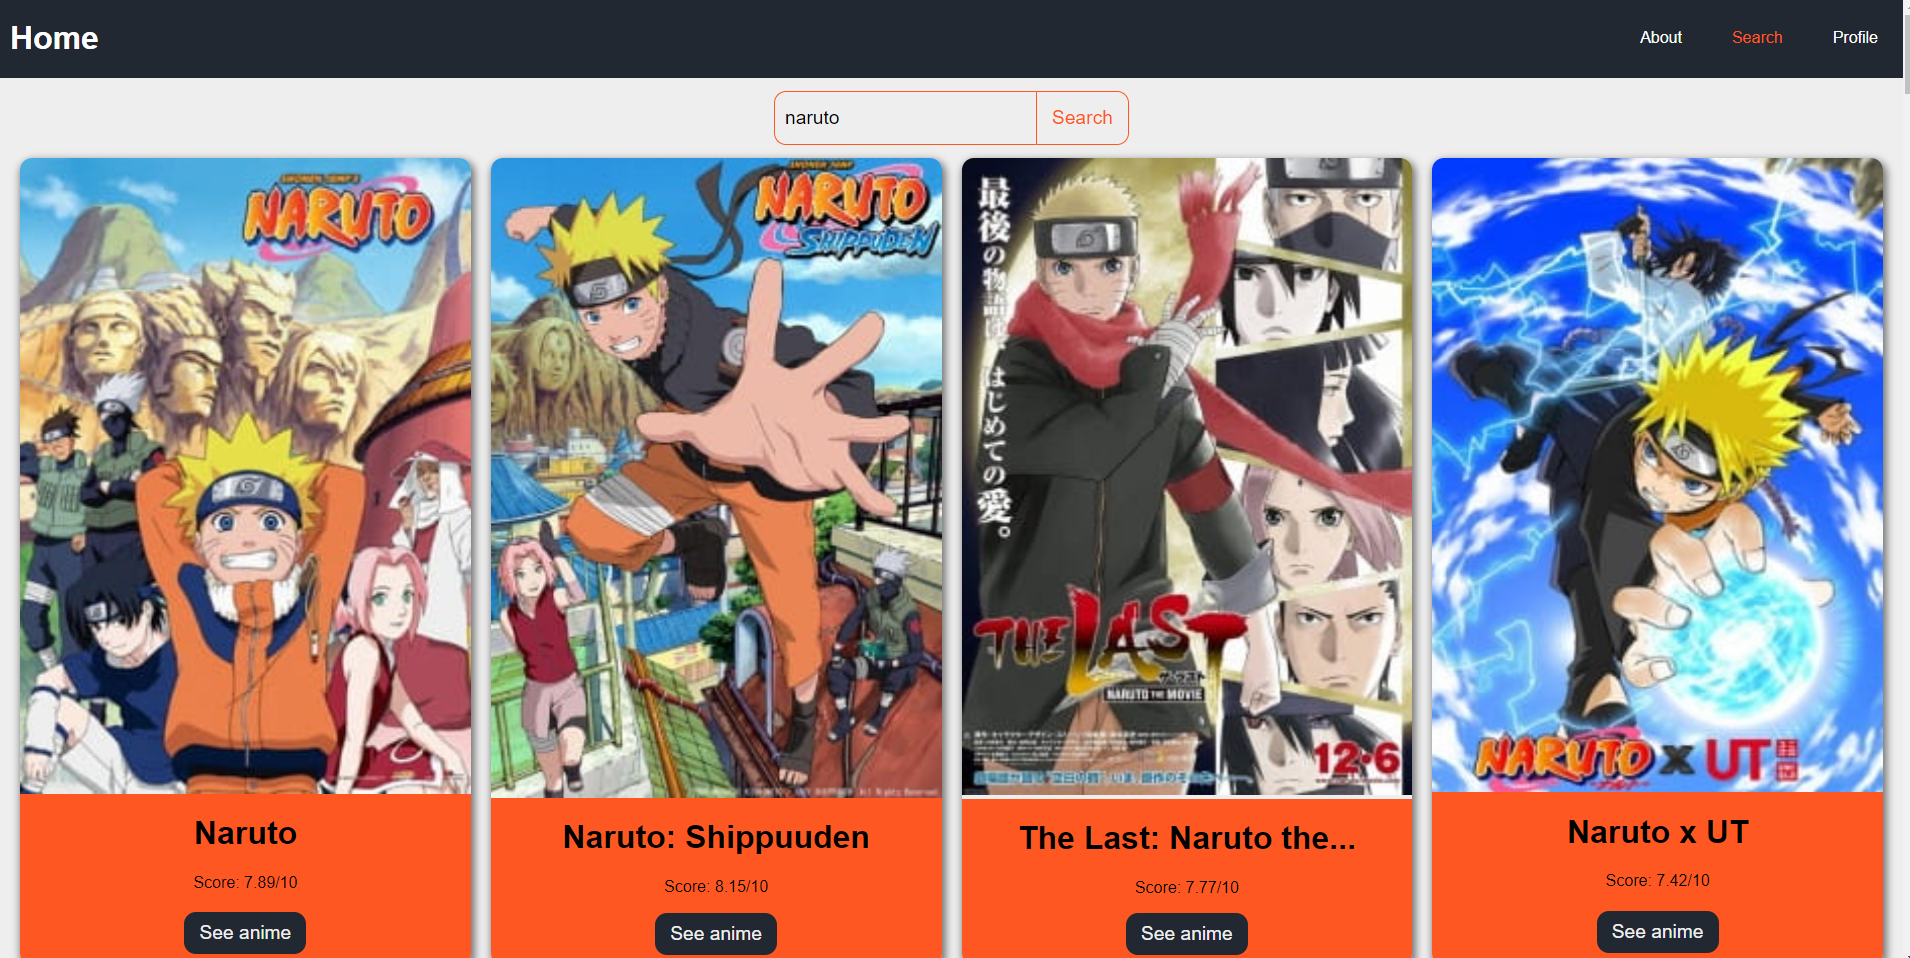 Home
About
Search
Profile
naruto
Search
NARUTO
NARUTO
SHIPPUDEN
最後の物語は、はじめての愛。
THE LAST
NARUTO THE MOVIE
12・6
NARUTO X UT
Naruto
Naruto: Shippuuden
The Last: Naruto the...
Naruto x UT
Score: 7.89/10
Score: 8.15/10
Score: 7.77/10
Score: 7.42/10
See anime
See anime
See anime
See anime